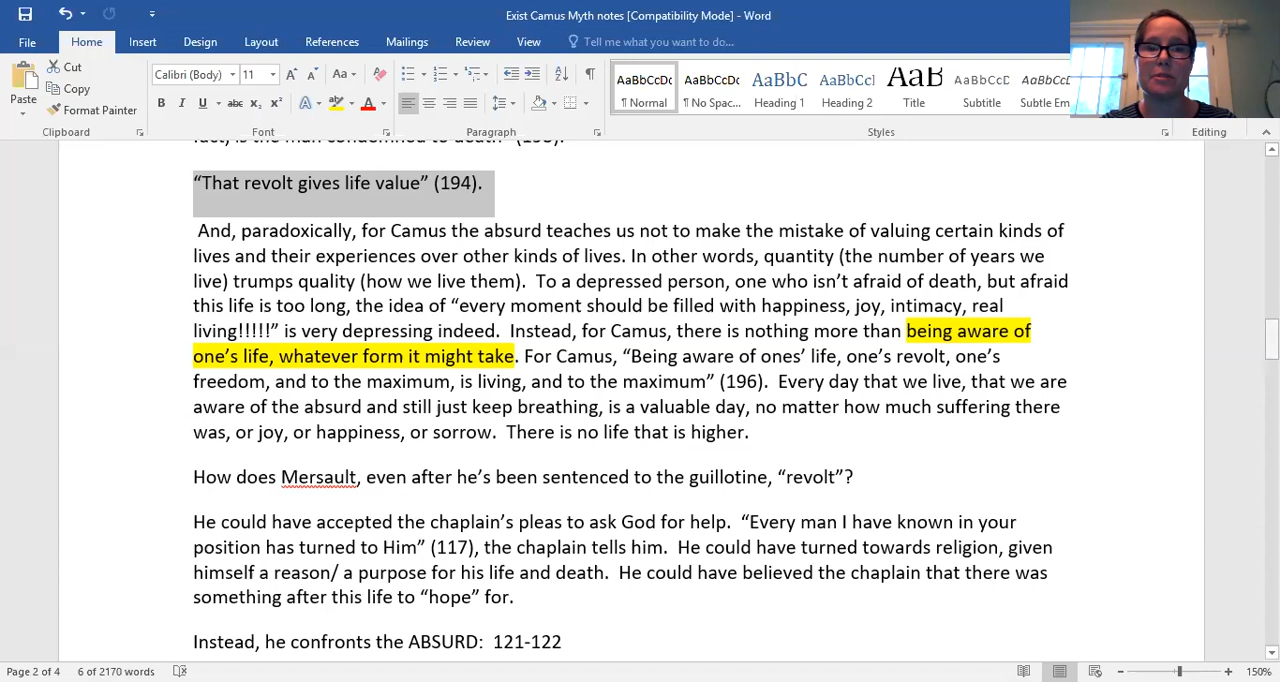 Exist Camus Myth notes [Compatibility Mode] - Word
File Home Insert Design Layout References Mailings Review View Tell me what you want to do...
Paste
Cut
Copy
Format Painter
Clipboard
Calibri (Body) 11
Font
Paragraph
AaBbCcDc AaBbCcDc AaBbC AaBbCcI AaB AaBbCcD AaBbCcD
¶ Normal ¶ No Spac... Heading Heading 2 Title Subtitle Subtle Em
Styles
Editing
fact, is the man condemned to death”
“That revolt gives life value” (194).
And, paradoxically, for Camus the absurd teaches us not to make the mistake of valuing certain kinds of
lives and their experiences over other kinds of lives. In other words, quantity (the number of years we
live) trumps quality (how we live them). To a depressed person, one who isn’t afraid of death, but afraid
this life is too long, the idea of “every moment should be filled with happiness, joy, intimacy, real
living!!!!!” is very depressing indeed. Instead, for Camus, there is nothing more than being aware of
one’s life, whatever form it might take. For Camus, “Being aware of ones’ life, one’s revolt, one’s
freedom, and to the maximum, is living, and to the maximum” (196). Every day that we live, that we are
aware of the absurd and still just keep breathing, is a valuable day, no matter how much suffering there
was, or joy, or happiness, or sorrow. There is no life that is higher.
How does Mersault, even after he’s been sentenced to the guillotine, “revolt”?
He could have accepted the chaplain’s pleas to ask God for help. “Every man I have known in your
position has turned to Him” (117), the chaplain tells him. He could have turned towards religion, given
himself a reason/ a purpose for his life and death. He could have believed the chaplain that there was
something after this life to “hope” for.
Instead, he confronts the ABSURD: 121-122
Page 2 of 4 6 of 2170 words 150%